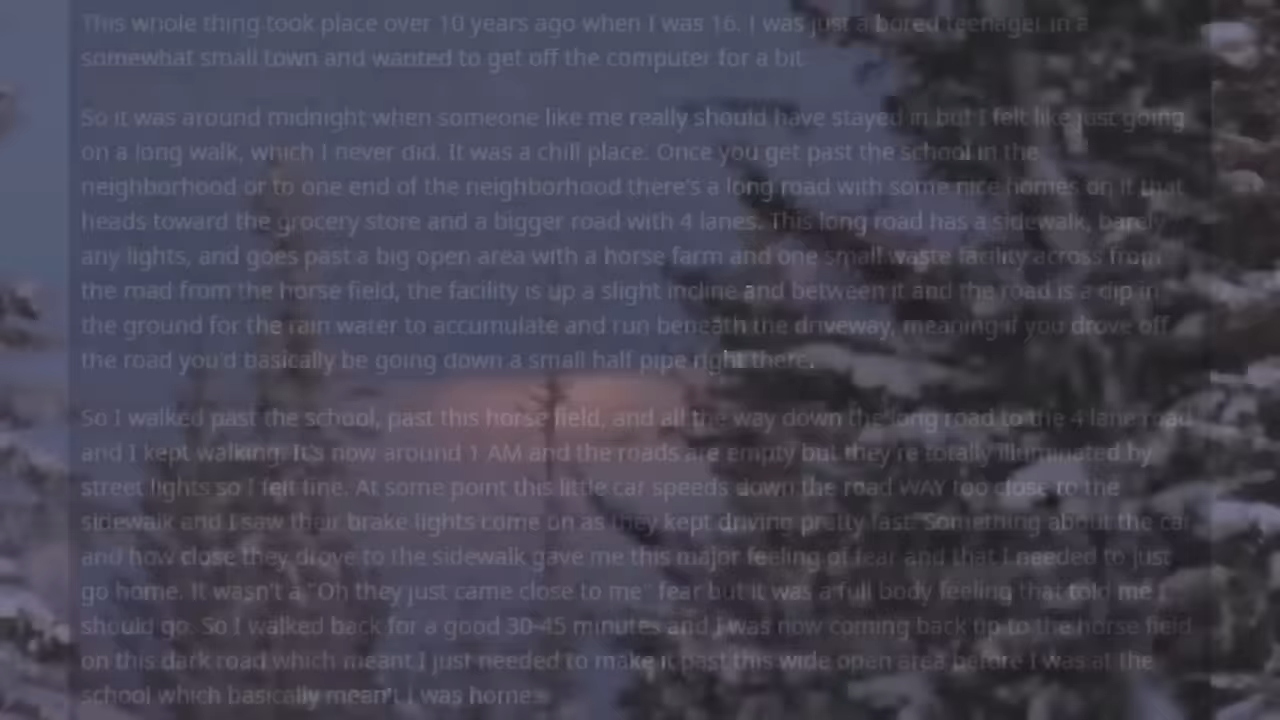 This whole thing took place over 10 years ago when I was 16. I was just a bored teenager in a
somewhat small town and wanted to get off the computer for a bit.
So it was around midnight when someone like me really should have stayed in but I felt like just going
on a long walk, which I never did. It was a chill place. Once you get past the school in the
neighborhood or to one end of the neighborhood there's a long road with some nice homes on it that
heads toward the grocery store and a bigger road with 4 lanes. This long road has a sidewalk, barely
any lights, and goes past a big open area with a horse farm and one small waste facility across from
the road from the horse field, the facility is up a slight incline and between it and the road is a dip in
the ground for the rain water to accumulate and run beneath the driveway, meaning if you drove off
the road you'd basically be going down a small half pipe right there.
So I walked past the school, past this horse field, and all the way down the long road to the 4 lane road
and I kept walking. It's now around 1 AM and the roads are empty but they're totally illuminated by
street lights so I felt fine. At some point this little car speeds down the road WAY too close to the
sidewalk and I saw their brake lights come on as they kept driving pretty fast. Something about the car
and how close they drove to the sidewalk gave me this major feeling of fear and that I needed to just
go home. It wasn't a "Oh they just came close to me" fear but it was a full body feeling that told me I
should go. So I walked back for a good 30-45 minutes and I was now coming back up to the horse field
on this dark road which meant I just needed to make it past this wide open area before I was at the
school which basically mean't I was home.